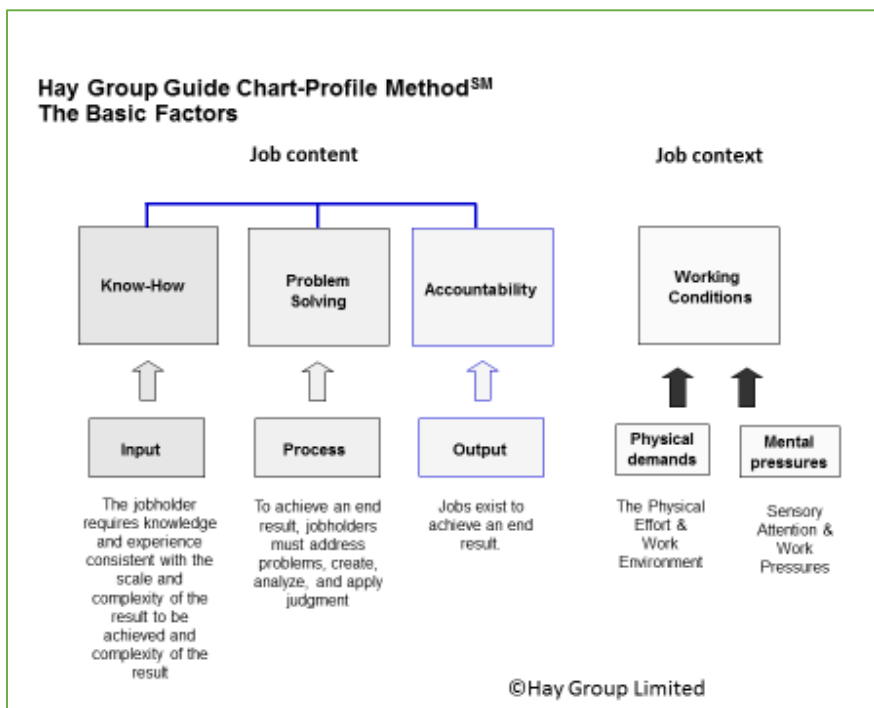 Hay Group Guide Chart-Profile Method℠
The Basic Factors
Job content
Job context
Know-How
Problem
Solving
Accountability
Working
Conditions
Input
Process
Output
Physical
demands
Mental
pressures
The jobholder
requires knowledge
and experience
consistent with the
scale and
complexity of the
result to be
achieved and
complexity of the
result
To achieve an end
result, jobholders
must address
problems, create,
analyze, and apply
judgment
Jobs exist to
achieve an end
result.
The Physical
Effort &
Work
Environment
Sensory
Attention &
Work
Pressures
©Hay Group Limited